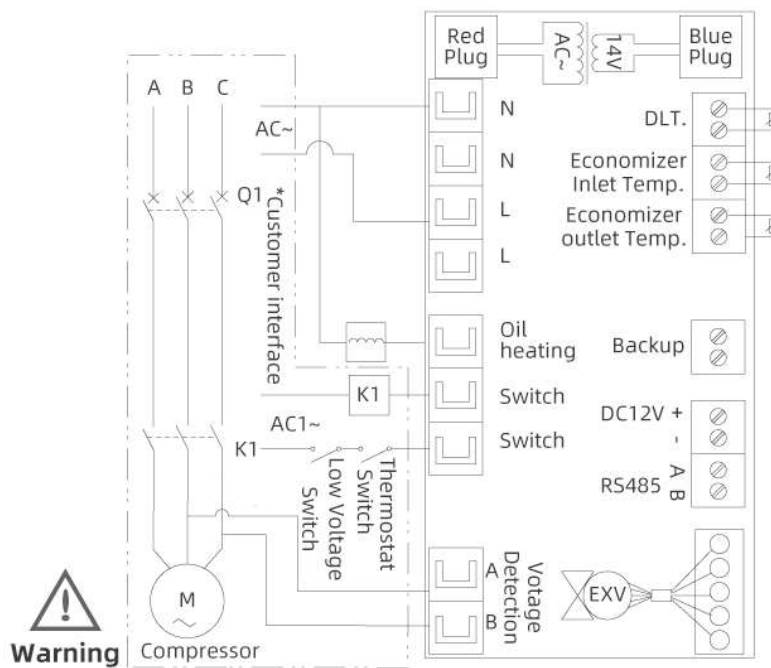 Red
Plug
AC~
14V
Blue
Plug
A B C
N
DLT.
AC~
N
Economizer
Inlet Temp.
Q1
*Customer interface
L
Economizer
outlet Temp.
L
Oil
heating
Backup
K1
Switch
DC12V +
-
AC1~
K1
Switch
RS485 A
B
Low Voltage
Switch
Thermostat
Switch
A
B
Votage
Detection
EXV
M
~
Warning
Compressor